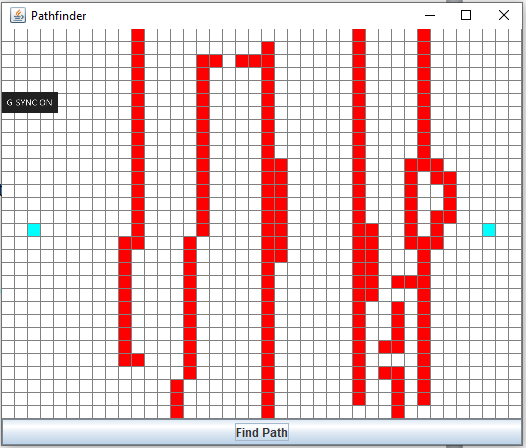 Pathfinder
G-SYNC ON
Find Path